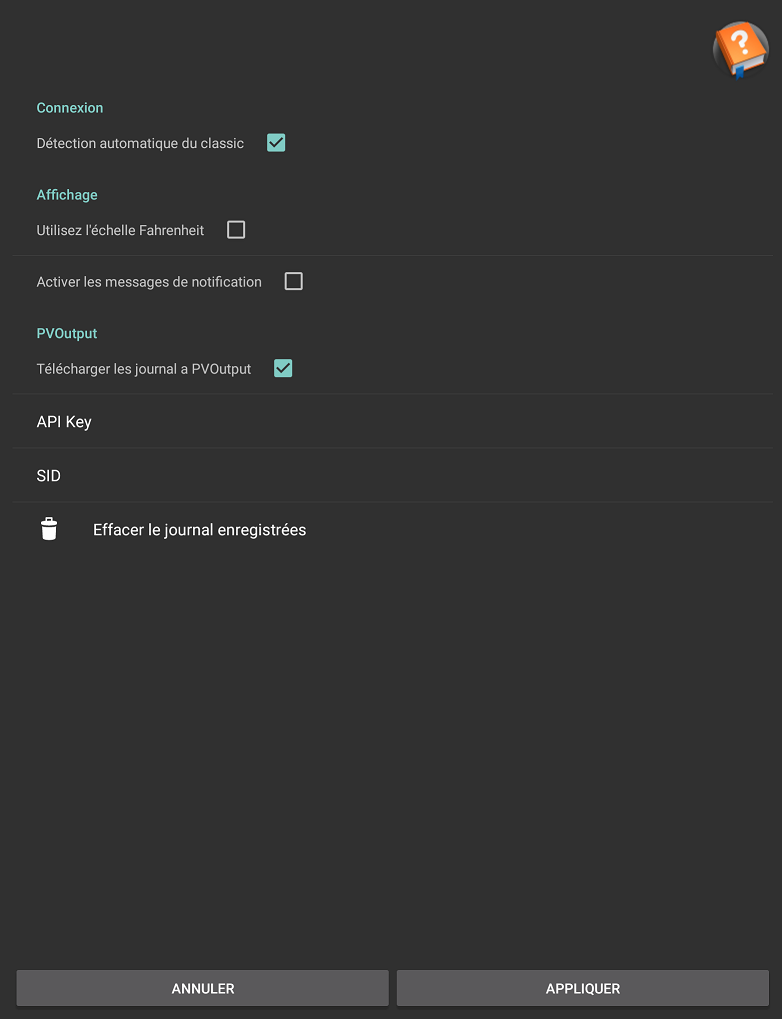 Connexion
Détection automatique du classic
Affichage
Utilisez l'échelle Fahrenheit
Activer les messages de notification
PVOutput
Télécharger les journal a PVOutput
API Key
SID
Effacer le journal enregistrées
ANNULER
APPLIQUER